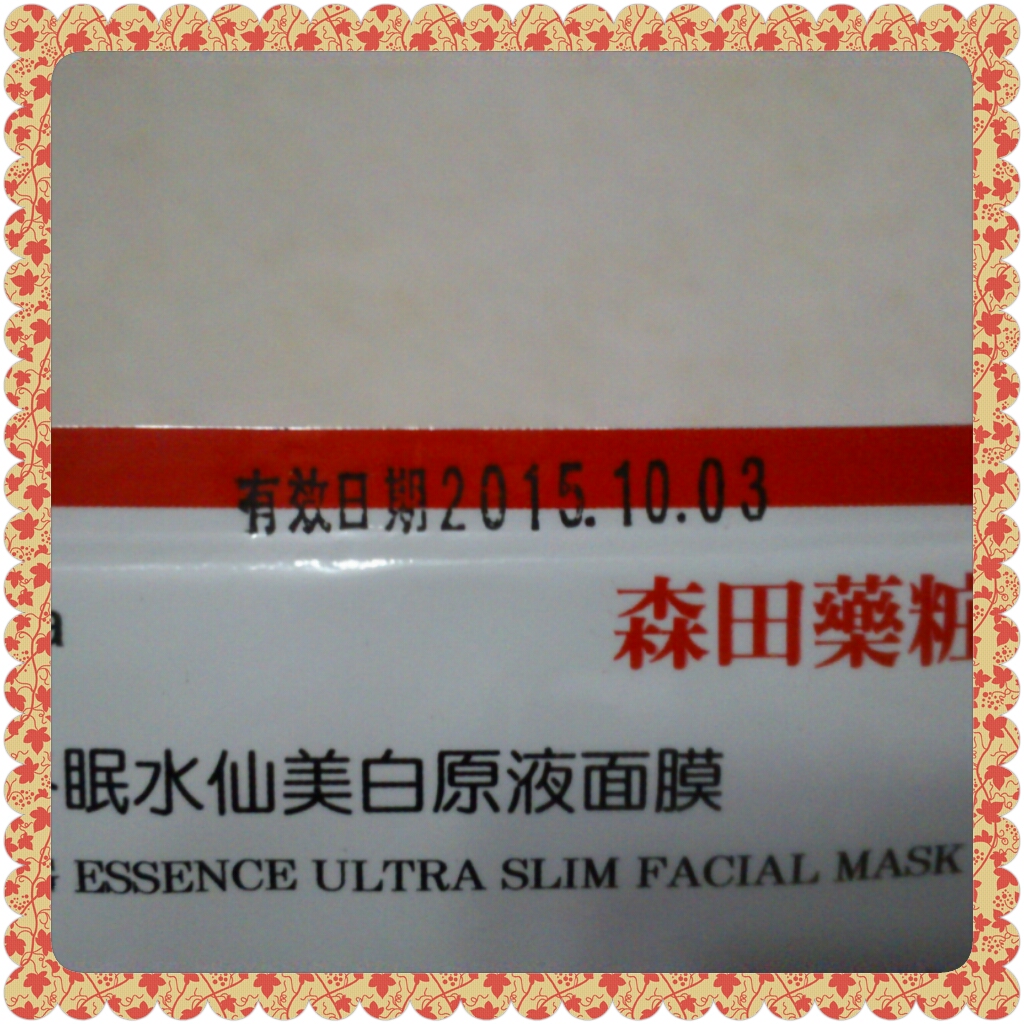 有效日期2015.10.03
森田藥粧
眠水仙美白原液面膜
ESSENCE ULTRA SLIM FACIAL MASK